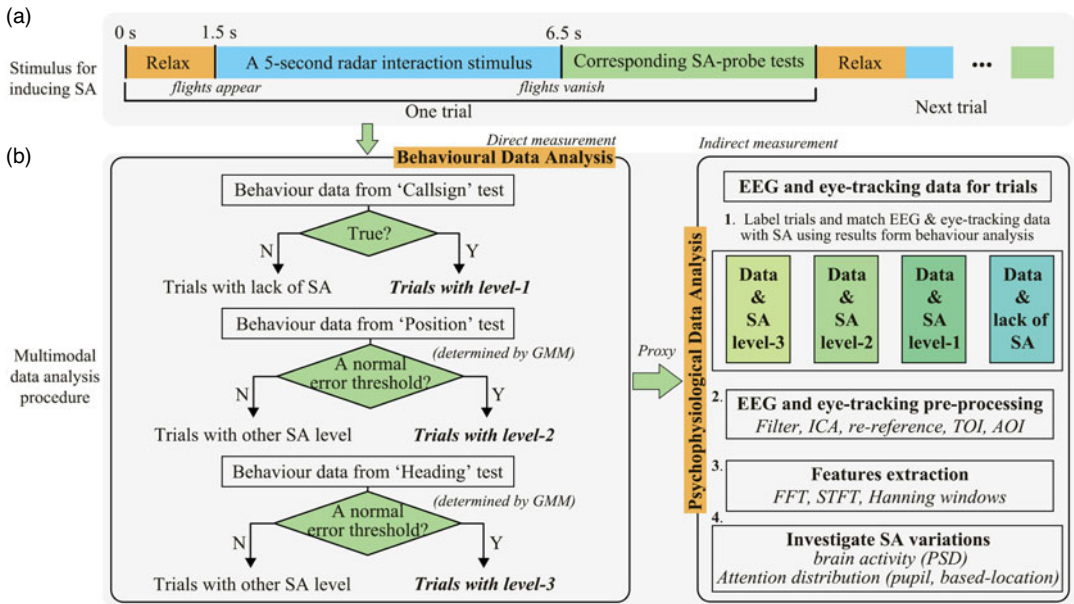 (a)
0 s
1.5 s
6.5 s
Stimulus for
inducing SA
Relax
A 5-second radar interaction stimulus
Corresponding SA-probe tests
Relax
...
flights appear
flights vanish
One trial
Next trial
(b)
Multimodal
data analysis
procedure
Direct measurement
Behavioural Data Analysis
Behaviour data from ‘Callsign’ test
True?
N
Y
Trials with lack of SA
Trials with level-1
Behaviour data from ‘Position’ test
(determined by GMM)
A normal
error threshold?
N
Y
Trials with other SA level
Trials with level-2
Behaviour data from ‘Heading’ test
(determined by GMM)
A normal
error threshold?
N
Y
Trials with other SA level
Trials with level-3
Proxy
Indirect measurement
Psychophysiological Data Analysis
EEG and eye-tracking data for trials
1. Label trials and match EEG & eye-tracking data
with SA using results form behaviour analysis
Data
&
SA
level-3
Data
&
SA
level-2
Data
&
SA
level-1
Data
&
lack of
SA
2.
EEG and eye-tracking pre-processing
Filter, ICA, re-reference, TOI, AOI
3.
Features extraction
FFT, STFT, Hanning windows
4.
Investigate SA variations
brain activity (PSD)
Attention distribution (pupil, based-location)